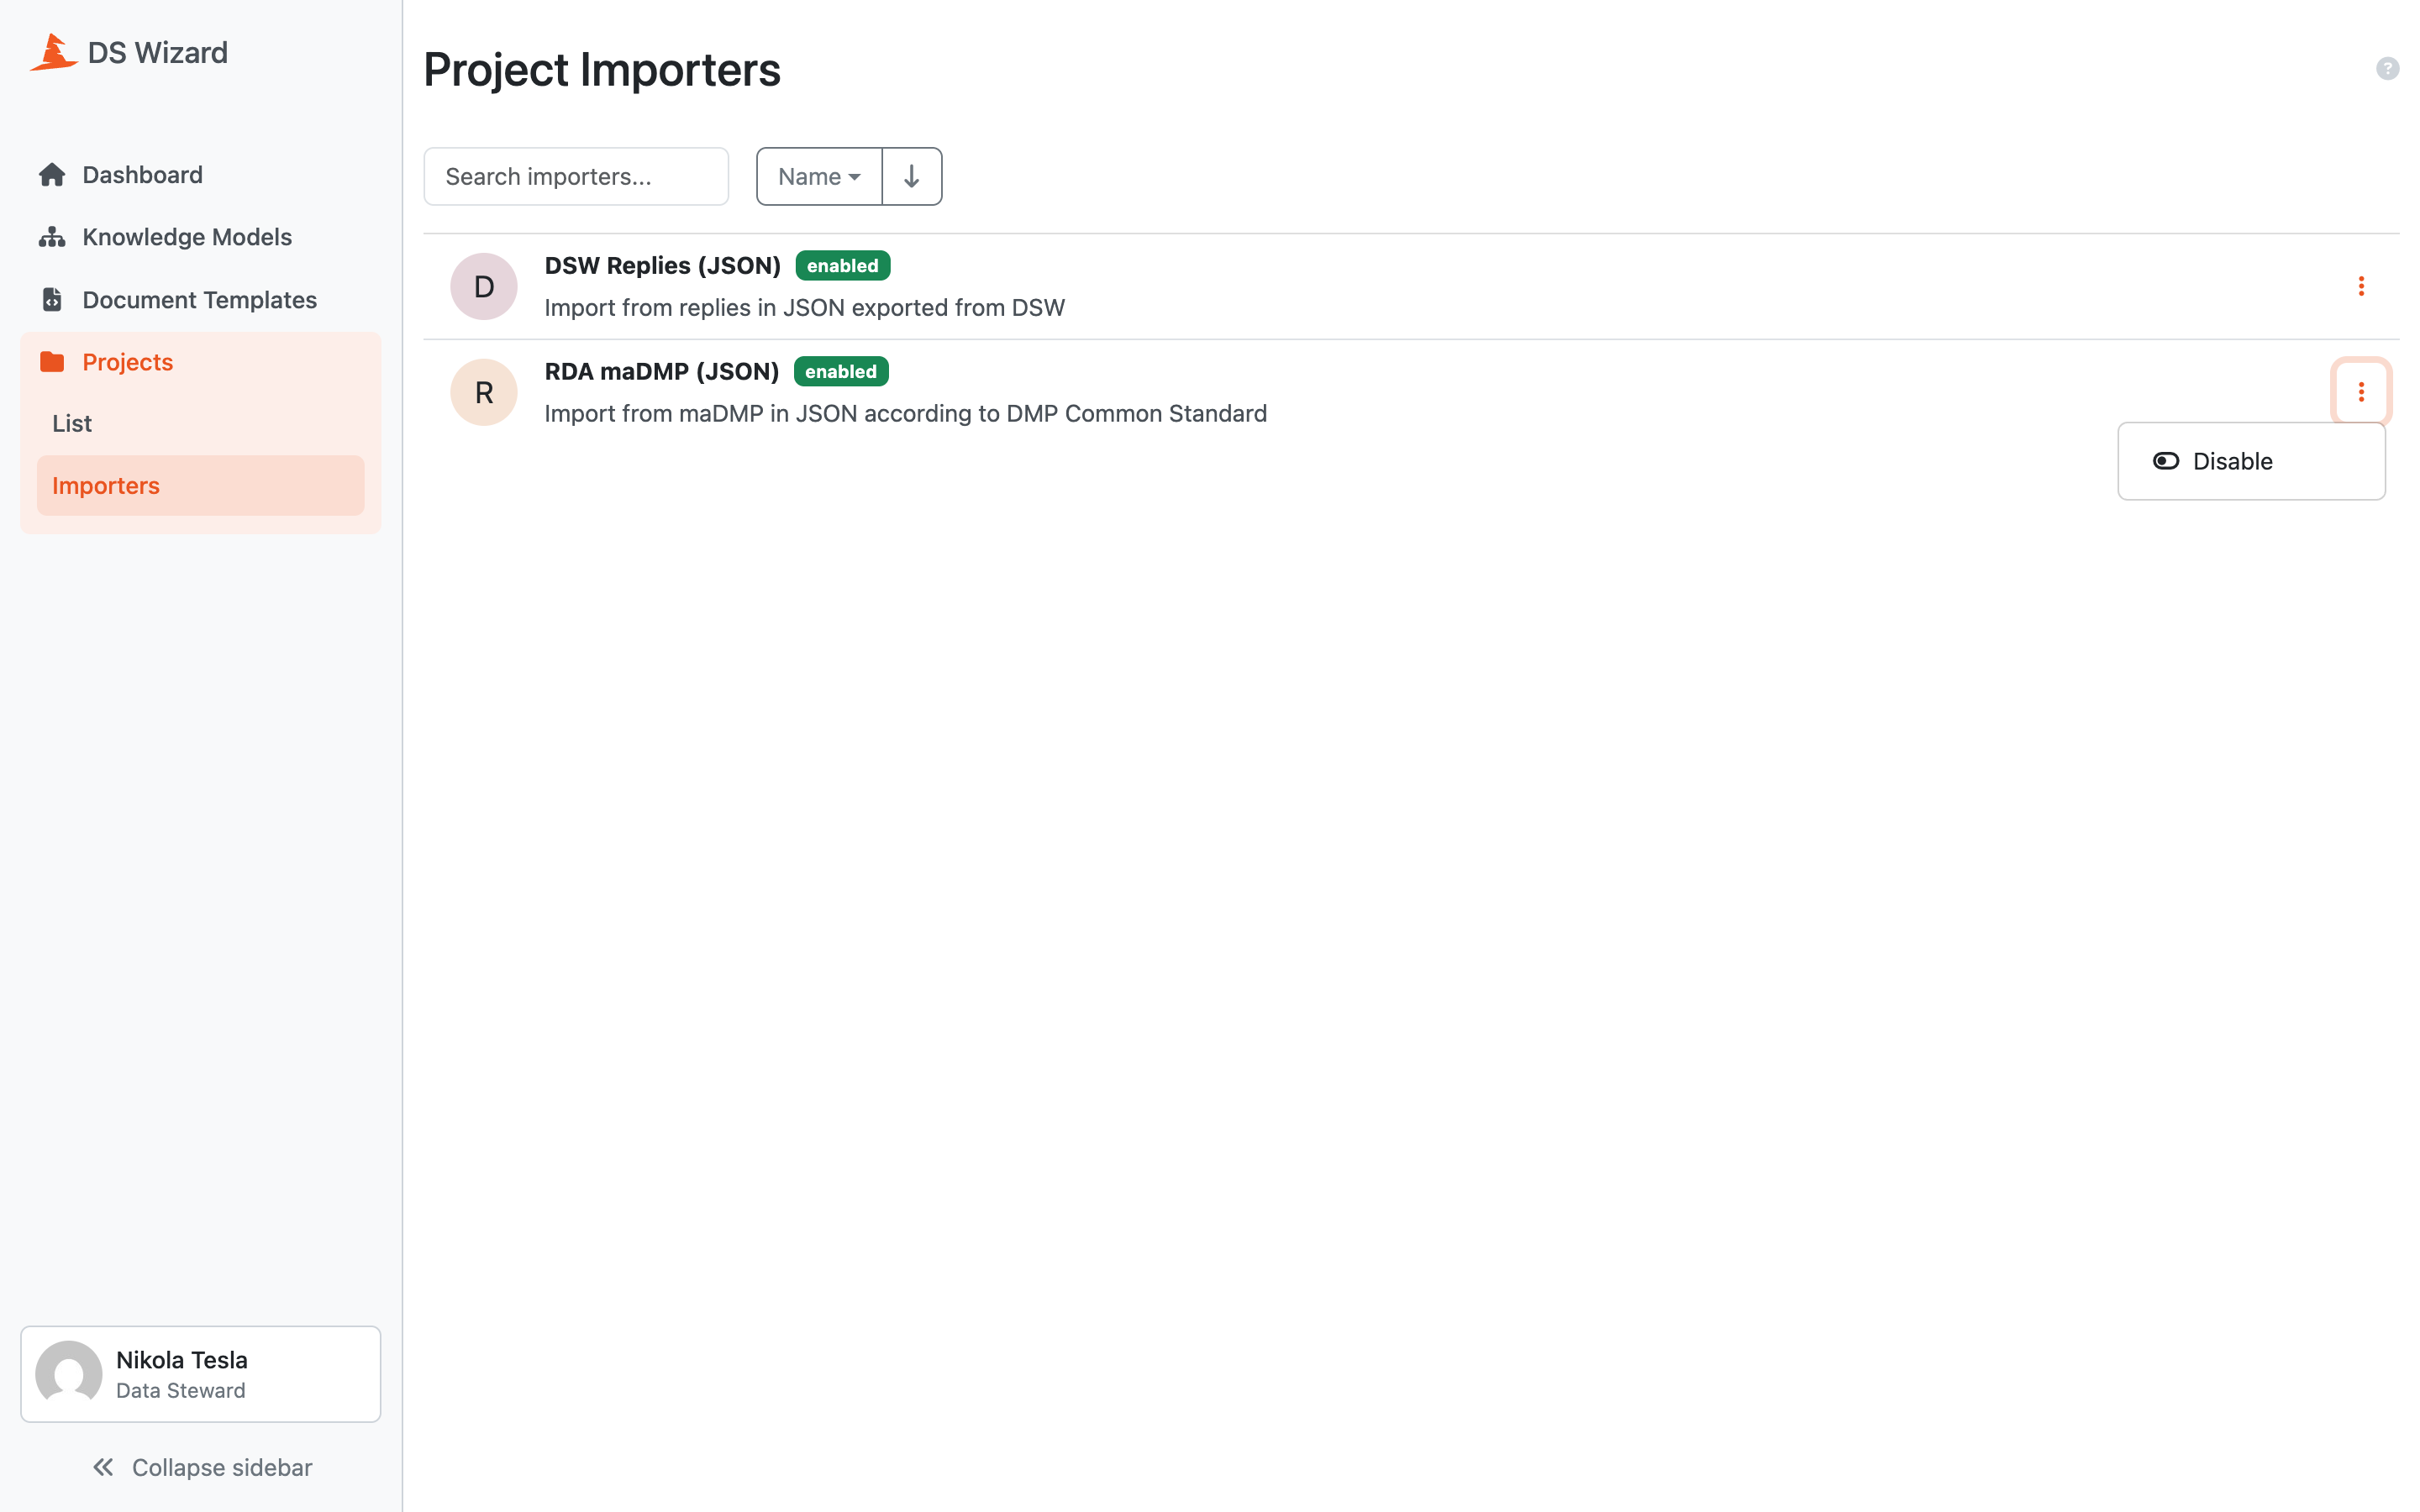 DS Wizard
Dashboard
Knowledge Models
Document Templates
Projects
List
Importers
Nikola Tesla
Data Steward
Collapse sidebar
Project Importers
?
Search importers...
Name
D
DSW Replies (JSON) enabled
Import from replies in JSON exported from DSW
R
RDA maDMP (JSON) enabled
Import from maDMP in JSON according to DMP Common Standard
Disable